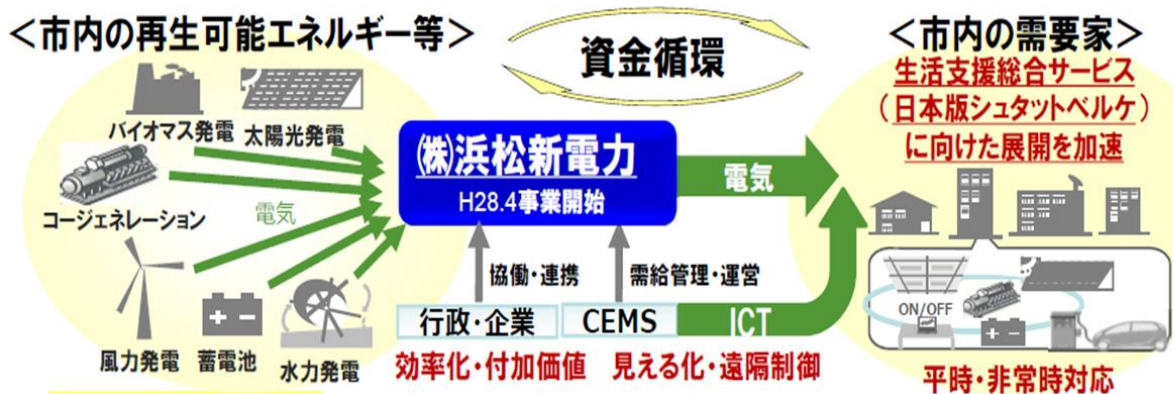 ＜市内の再生可能エネルギー等＞
バイオマス発電
太陽光発電
コージェネレーション
電気
風力発電
蓄電池
水力発電
資金循環
㈱浜松新電力
H28.4事業開始
協働・連携
需給管理・運営
行政・企業
CEMS
ICT
効率化・付加価値
見える化・遠隔制御
電気
＜市内の需要家＞
生活支援総合サービス
（日本版シュタットベルケ）
に向けた展開を加速
ON/OFF
平時・非常時対応